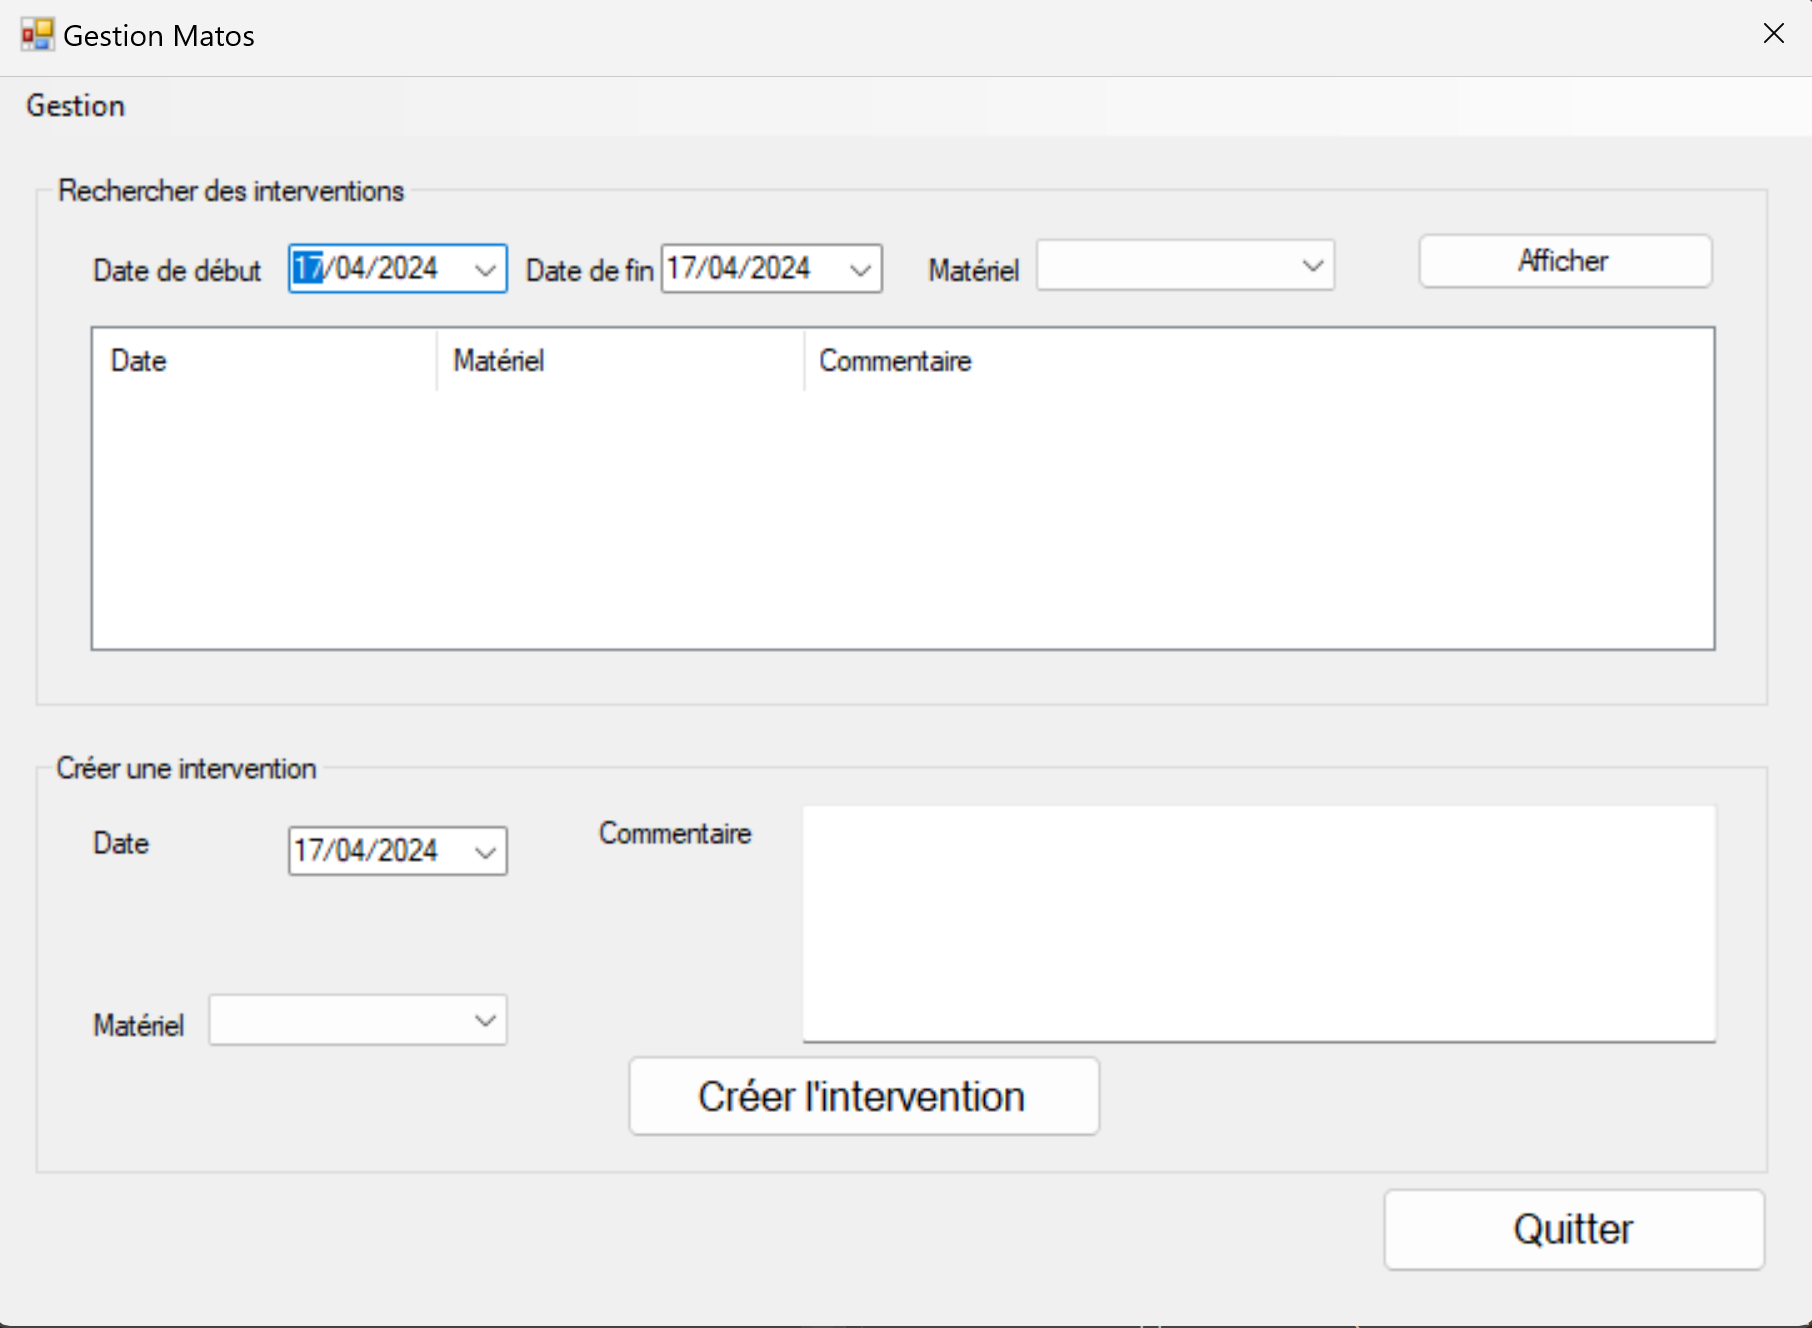 Gestion Matos
Gestion
Rechercher des interventions
Date de début 17/04/2024 Date de fin 17/04/2024 Matériel Afficher
Date Matériel Commentaire
Créer une intervention
Date 17/04/2024 Commentaire
Matériel
Créer l'intervention
Quitter